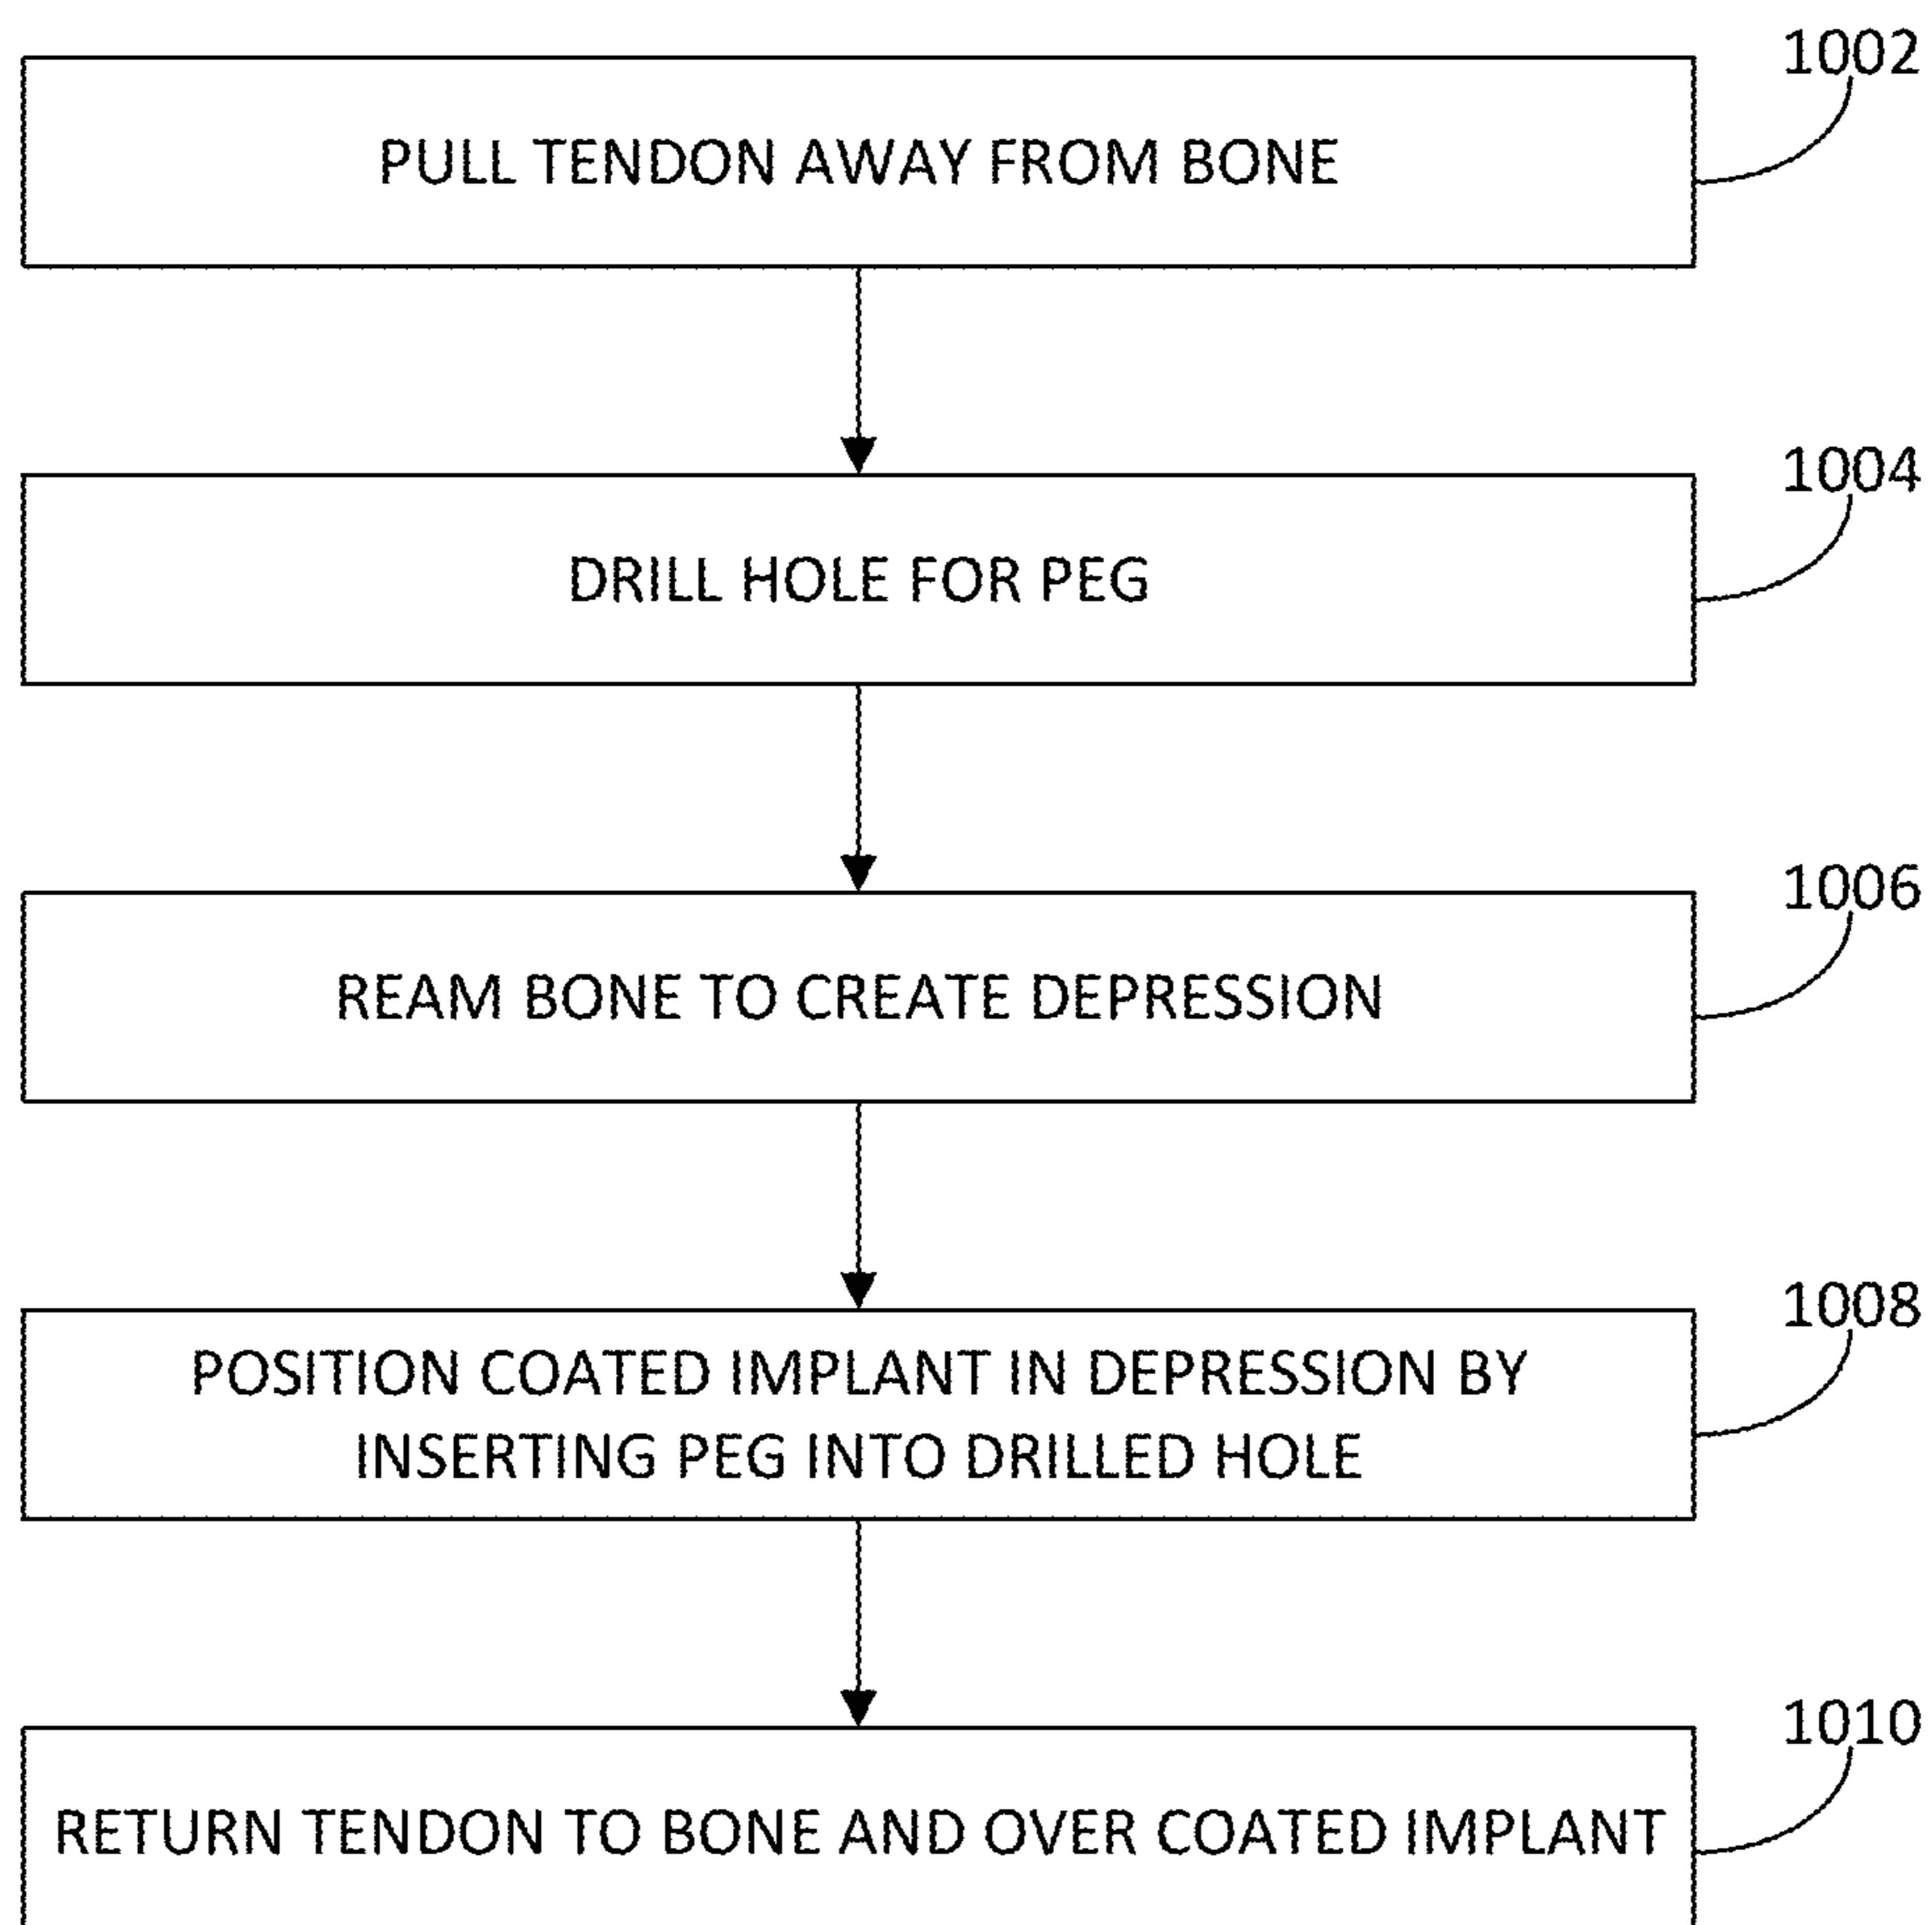 1002
PULL TENDON AWAY FROM BONE
1004
DRILL HOLE FOR PEG
1006
REAM BONE TO CREATE DEPRESSION
1008
POSITION COATED IMPLANT IN DEPRESSION BY
INSERTING PEG INTO DRILLED HOLE
1010
RETURN TENDON TO BONE AND OVER COATED IMPLANT